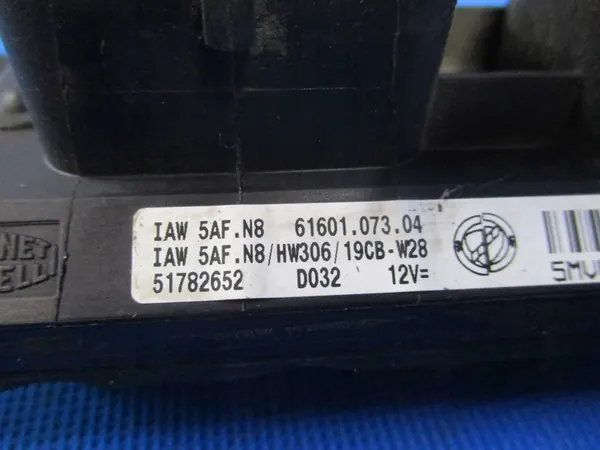 IAW 5AF.N8 61601.073.04
IAW 5AF.N8/HW306/19CB-W28
51782652 D032 12V=